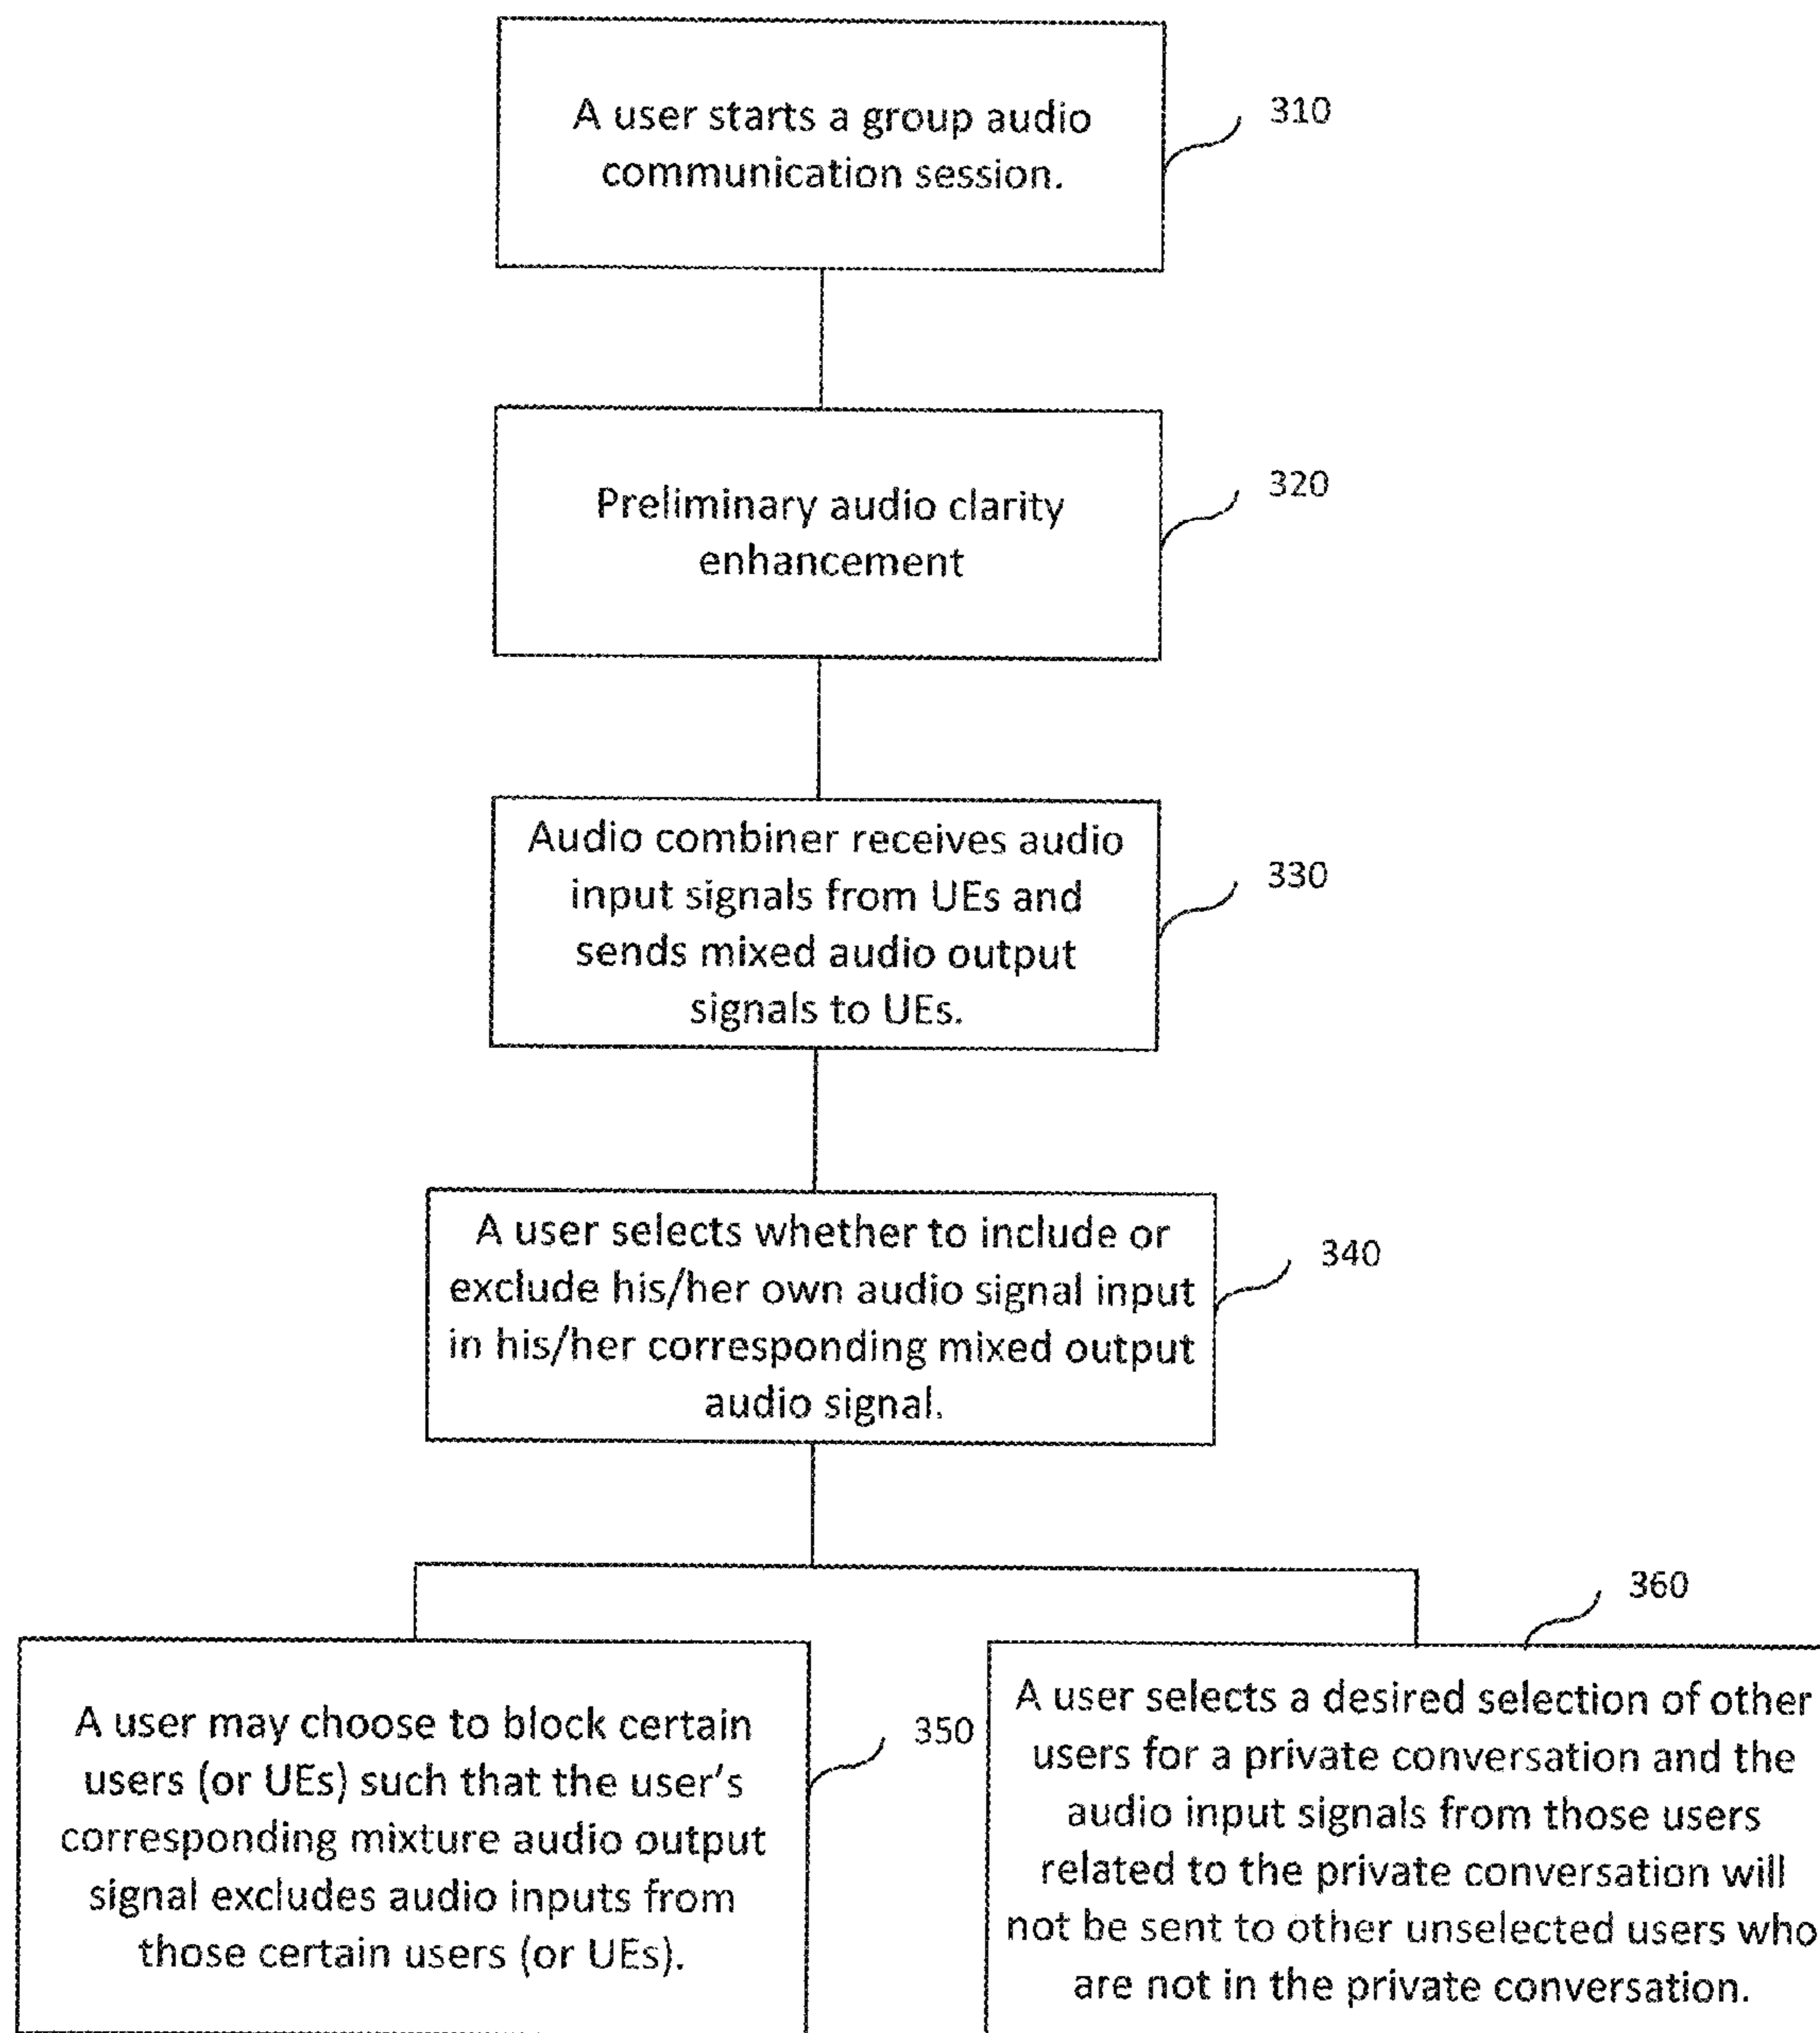 A user starts a group audio
communication session.
310
Preliminary audio clarity
enhancement
320
Audio combiner receives audio
input signals from UEs and
sends mixed audio output
signals to UEs.
330
A user selects whether to include or
exclude his/her own audio signal input
in his/her corresponding mixed output
audio signal.
340
A user may choose to block certain
users (or UEs) such that the user's
corresponding mixture audio output
signal excludes audio inputs from
those certain users (or UEs).
350
360
A user selects a desired selection of other
users for a private conversation and the
audio input signals from those users
related to the private conversation will
not be sent to other unselected users who
are not in the private conversation.